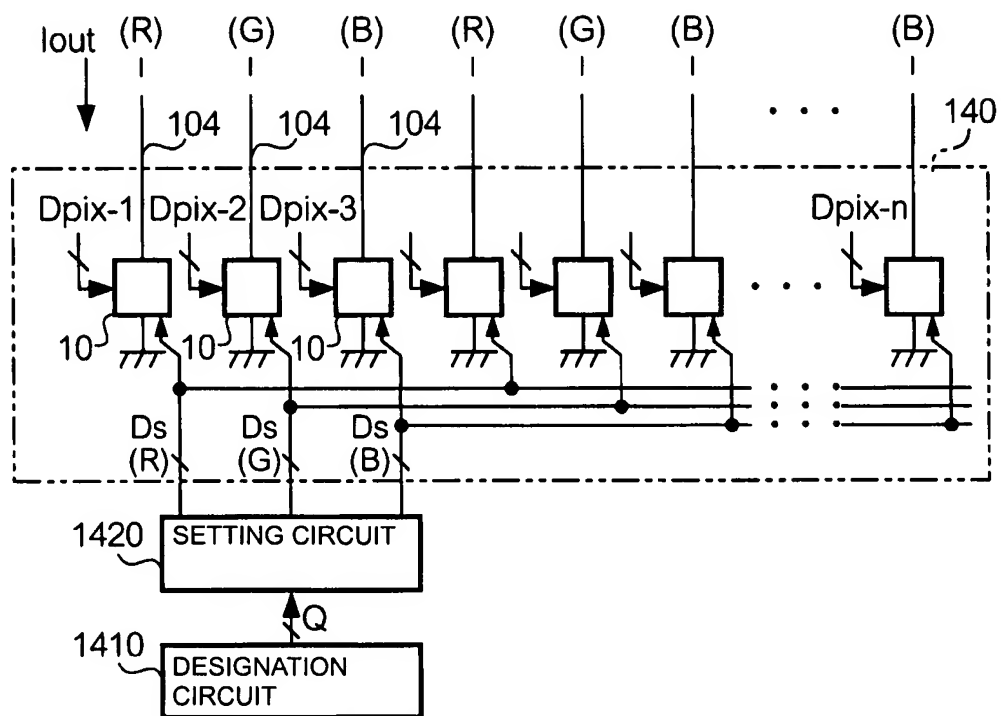 Iout (R) (G) (B) (R) (G) (B) (B)
104 104 104 140
Dpix-1 Dpix-2 Dpix-3 Dpix-n
10 10 10
Ds Ds Ds
(R) (G) (B)
1420 SETTING CIRCUIT
Q
1410 DESIGNATION
CIRCUIT